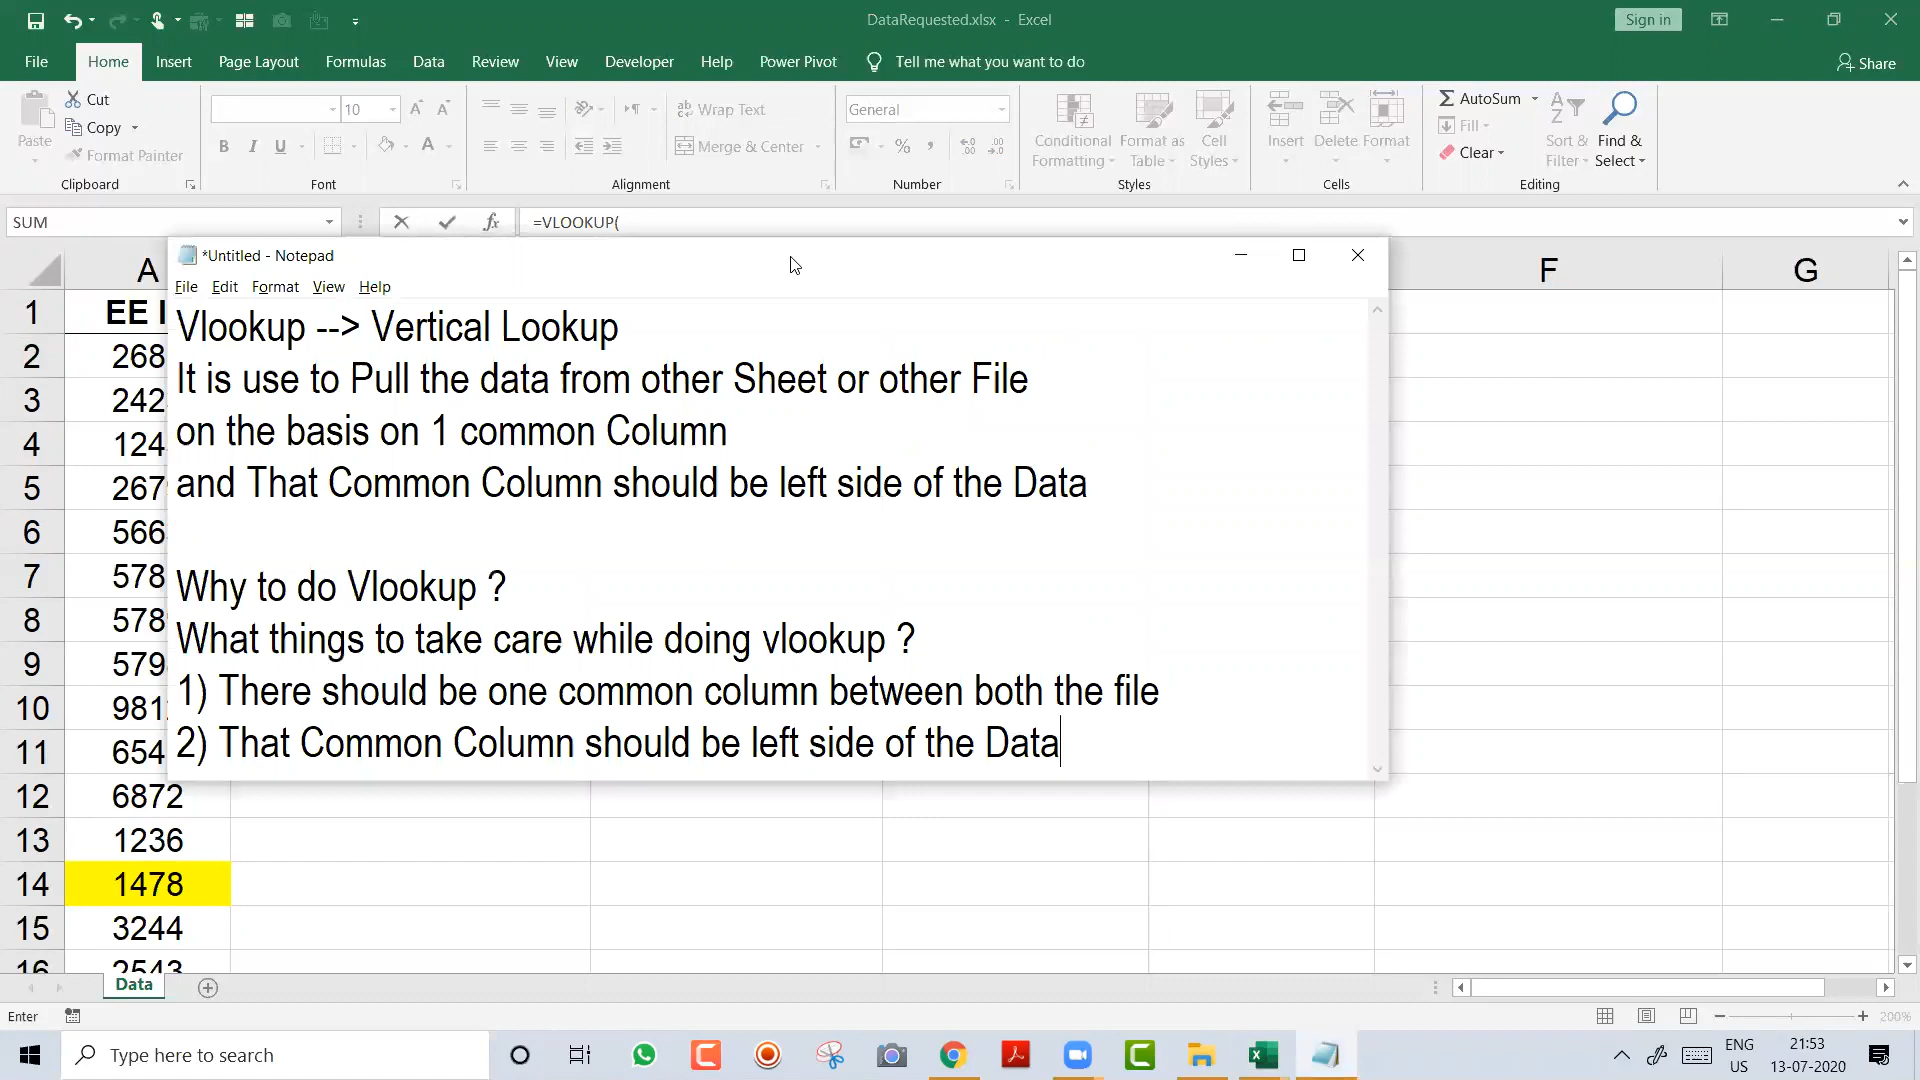 DataRequested.xlsx - Excel
Sign in
File Home Insert Page Layout Formulas Data Review View Developer Help Power Pivot Tell me what you want to do
Share
Paste
Cut
Copy
Format Painter
Clipboard
10
B I U A
Font
Wrap Text
Merge & Center
Alignment
General
%
Number
Conditional Formatting
Format as Table
Cell Styles
Styles
Insert
Delete
Format
Cells
AutoSum
Fill
Clear
Sort & Filter
Find & Select
Editing
SUM
fx
=VLOOKUP(
A F G
*Untitled - Notepad
File Edit Format View Help
Vlookup --> Vertical Lookup
It is use to Pull the data from other Sheet or other File
on the basis on 1 common Column
and That Common Column should be left side of the Data
Why to do Vlookup ?
What things to take care while doing vlookup ?
1) There should be one common column between both the file
2) That Common Column should be left side of the Data
1 EE
2 268
3 242
4 124
5 267
6 566
7 578
8 578
9 579
10 981
11 654
12 6872
13 1236
14 1478
15 3244
16 2543
Data
Enter
200%
Type here to search
ENG
US
21:53
13-07-2020